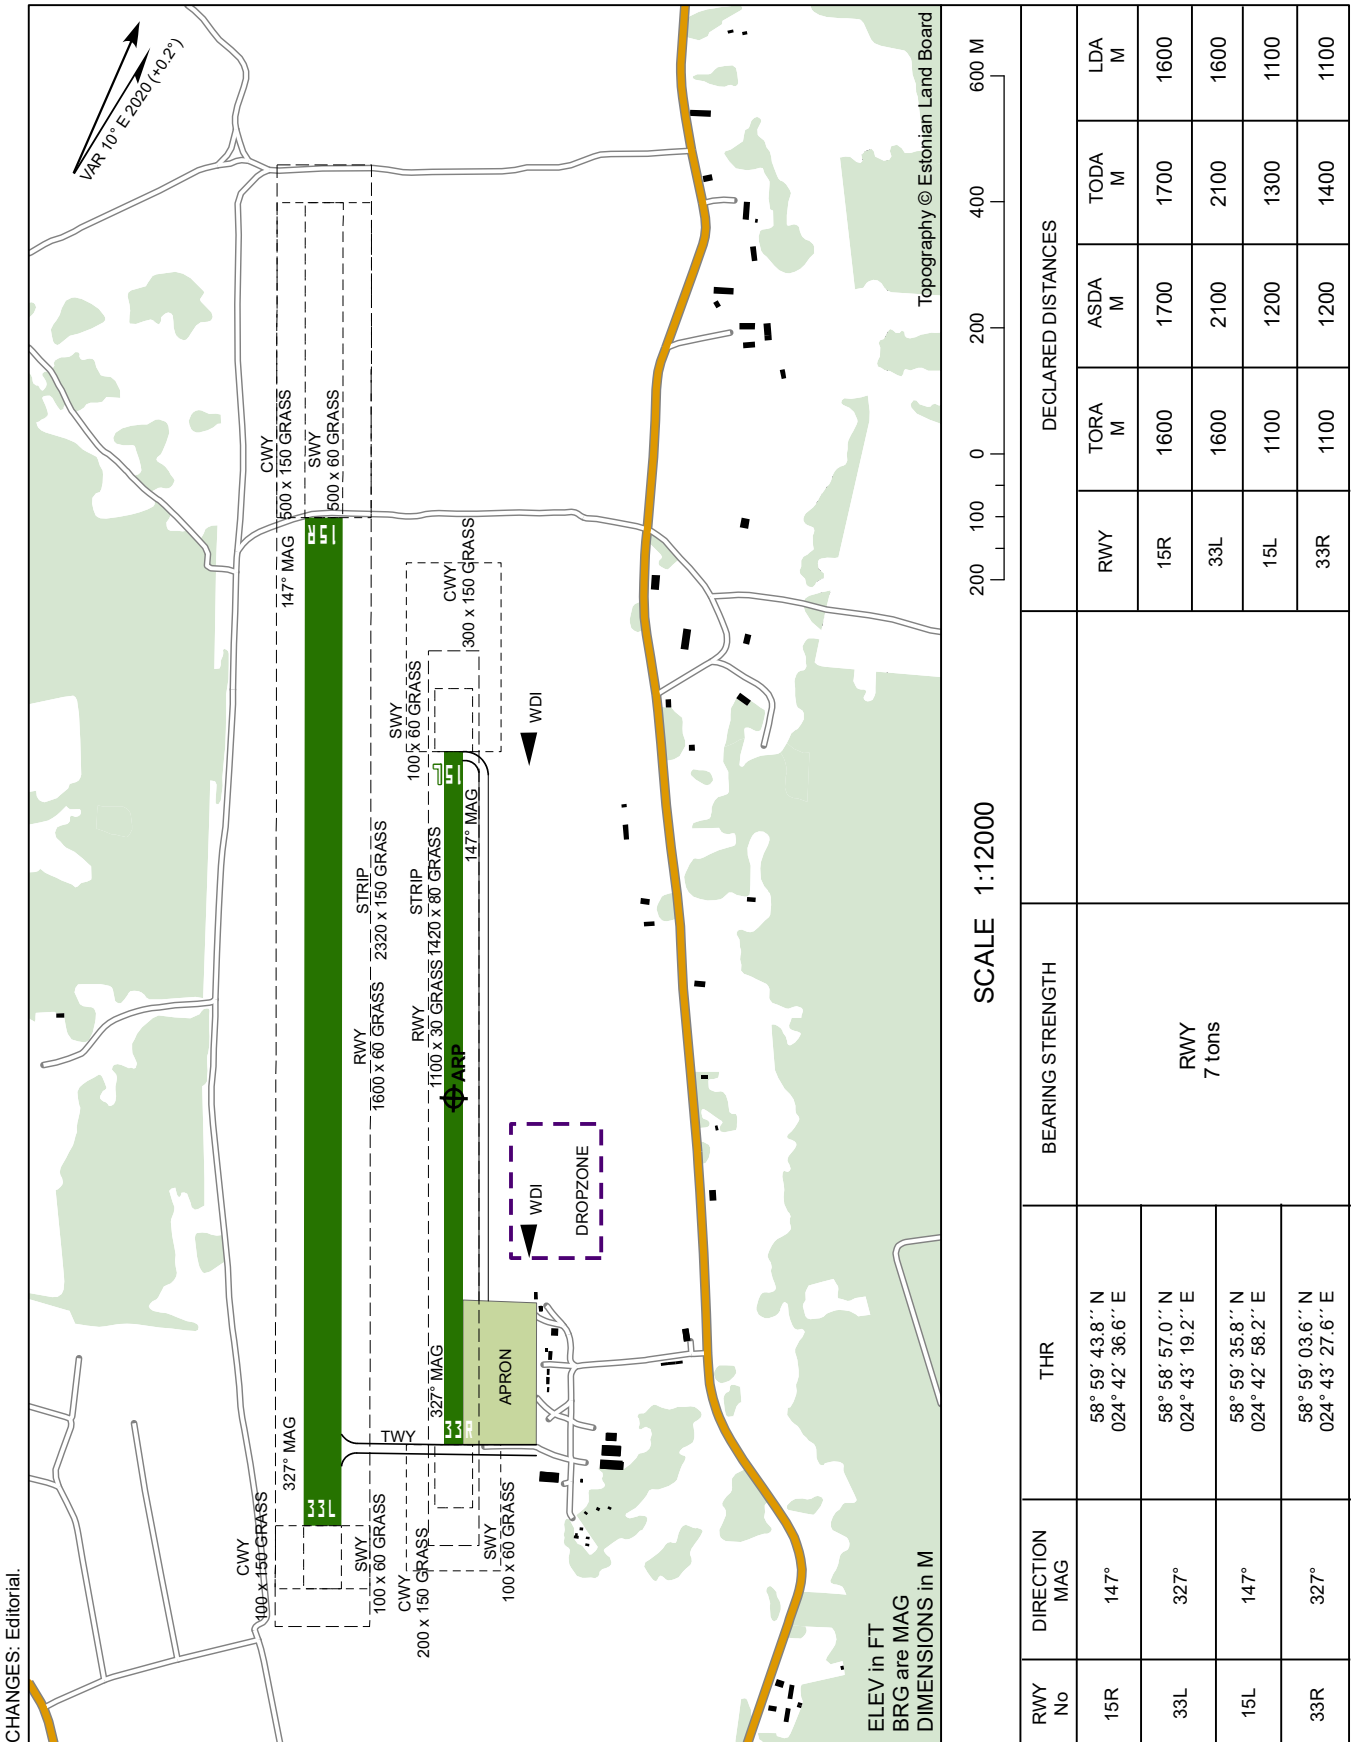 CHANGES: Editorial.
VAR 10° E 2020 (+0.2°)
CWY
100 x 150 GRASS
327° MAG
33L
SWY
100 x 60 GRASS
RWY
1600 x 60 GRASS
STRIP
2320 x 150 GRASS
147° MAG
15R
CWY
500 x 150 GRASS
SWY
500 x 60 GRASS
CWY
200 x 150 GRASS
TWY
327° MAG
33R
SWY
100 x 60 GRASS
RWY
1100 x 30 GRASS
STRIP
1420 x 80 GRASS
ARP
147° MAG
15L
SWY
100 x 60 GRASS
CWY
300 x 150 GRASS
APRON
WDI
DROPZONE
WDI
ELEV in FT
BRG are MAG
DIMENSIONS in M
Topography © Estonian Land Board
SCALE 1:12000
200 100 0 200 400 600 M
RWY No DIRECTION MAG THR BEARING STRENGTH
15R 147° 58° 59´ 43.8´´ N
024° 42´ 36.6´´ E
33L 327° 58° 58´ 57.0´´ N
024° 43´ 19.2´´ E
15L 147° 58° 59´ 35.8´´ N
024° 42´ 58.2´´ E
33R 327° 58° 59´ 03.6´´ N
024° 43´ 27.6´´ E
RWY
7 tons
DECLARED DISTANCES
RWY TORA M ASDA M TODA M LDA M
15R 1600 1700 1700 1600
33L 1600 2100 2100 1600
15L 1100 1200 1300 1100
33R 1100 1200 1400 1100